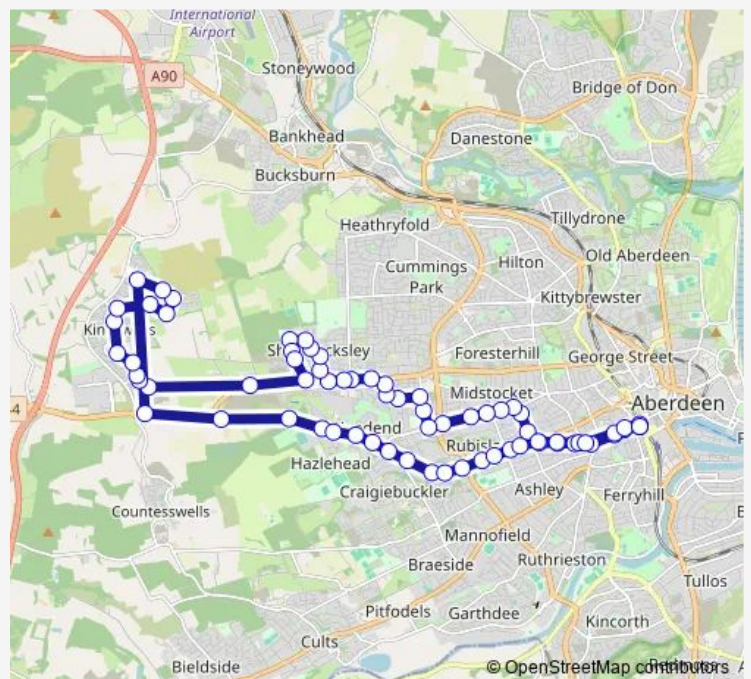 International
Airport
A90
Stoneywood
Bridge of Don
Bankhead
Danestone
Bucksburn
Heathryfold
Tillydrone
Hilton
Old Aberdeen
Cummings
Park
Kittybrewster
Foresterhill
George Street
Midstocket
Aberdeen
Hazlehead
Craigiebuckler
Ashley
Ferryhill
Countesswells
Mannofield
Braeside
Ruthrieston
Tullos
Pitfodels
Garthdee
Kincorth
Cults
Bieldside
© OpenStreetMap contributors